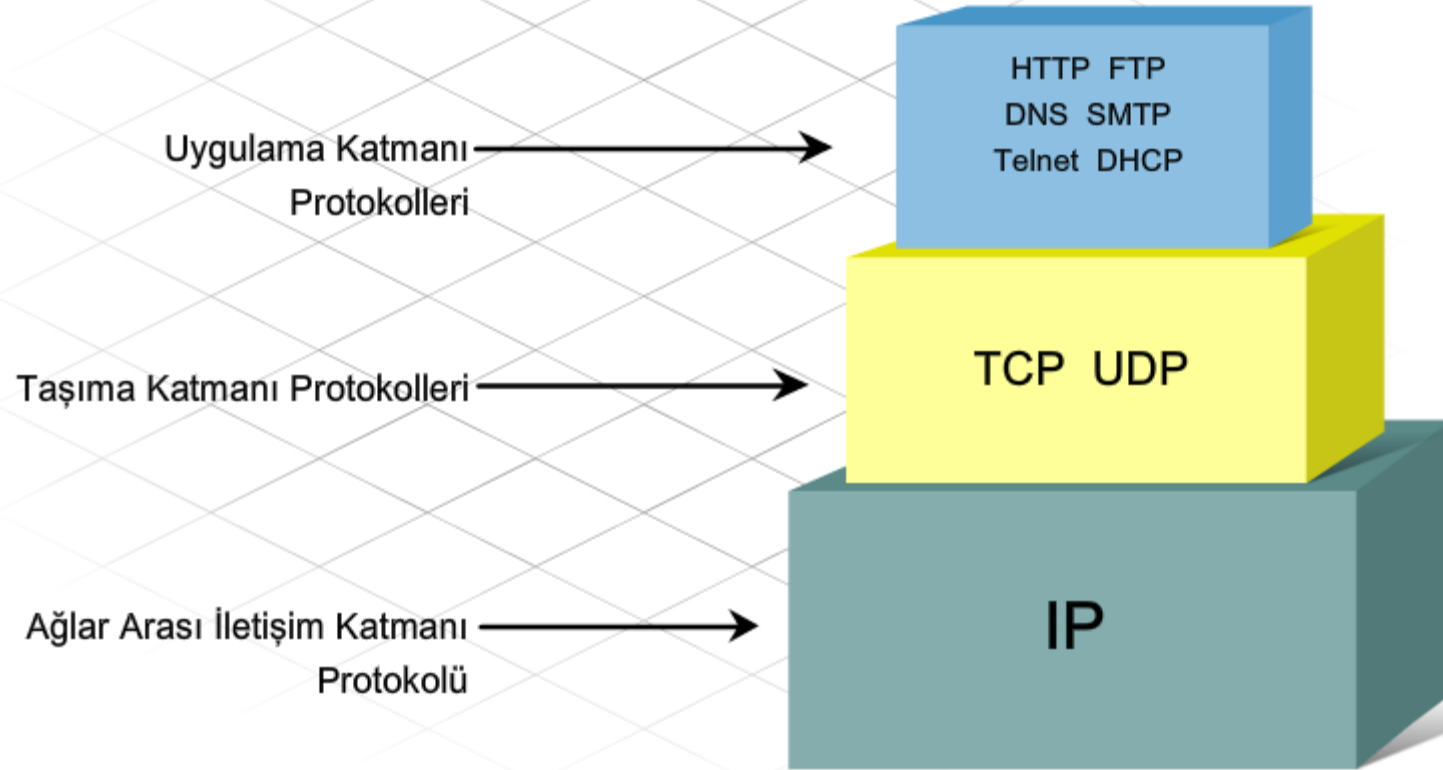 HTTP FTP
DNS SMTP
Telnet DHCP
Uygulama Katmanı
Protokolleri
TCP UDP
Taşıma Katmanı Protokolleri
IP
Ağlar Arası İletişim Katmanı
Protokolü